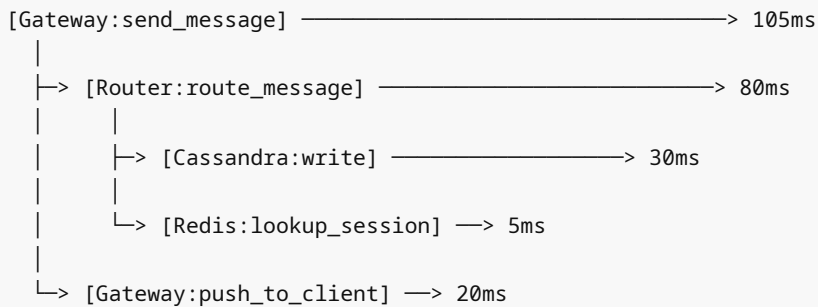 [Gateway:send_message] ──────────────────────────────> 105ms
├─> [Router:route_message] ────────────────────────> 80ms
├─> [Cassandra:write] ─────────────────> 30ms
└─> [Redis:lookup_session] ──> 5ms
└─> [Gateway:push_to_client] ──> 20ms